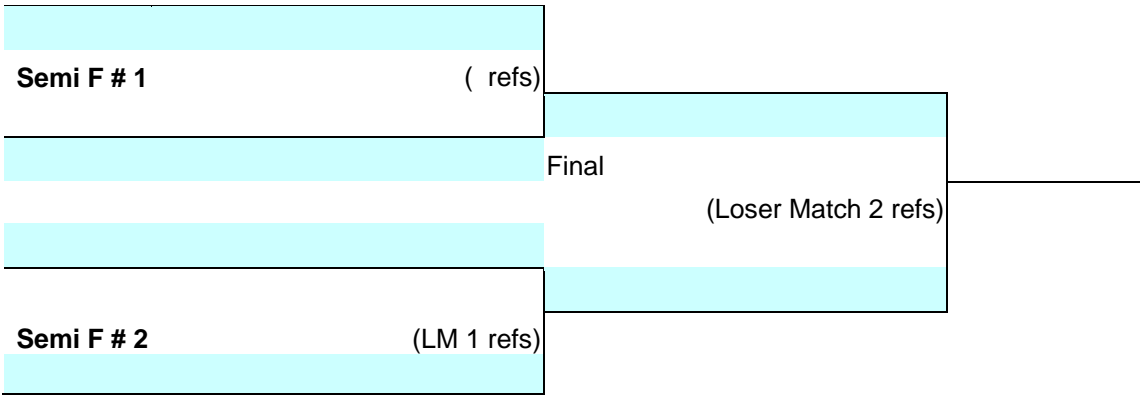 Semi F # 1 ( refs)
Final
(Loser Match 2 refs)
Semi F # 2 (LM 1 refs)